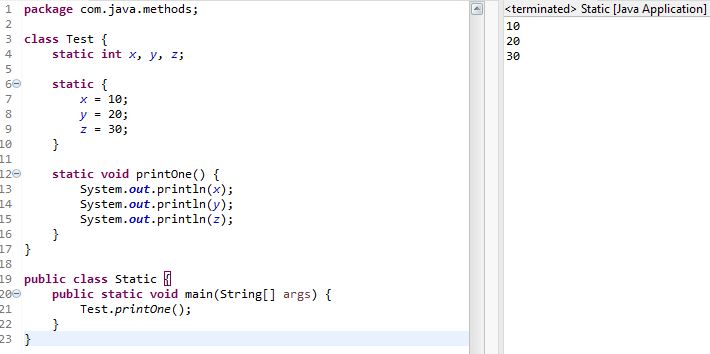 1 package com.java.methods;
2
3 class Test {
4     static int x, y, z;
5
6     static {
7         x = 10;
8         y = 20;
9         z = 30;
10     }
11
12     static void printOne() {
13         System.out.println(x);
14         System.out.println(y);
15         System.out.println(z);
16     }
17 }
18
19 public class Static {
20     public static void main(String[] args) {
21         Test.printOne();
22     }
23 }
<terminated> Static [Java Application]
10
20
30